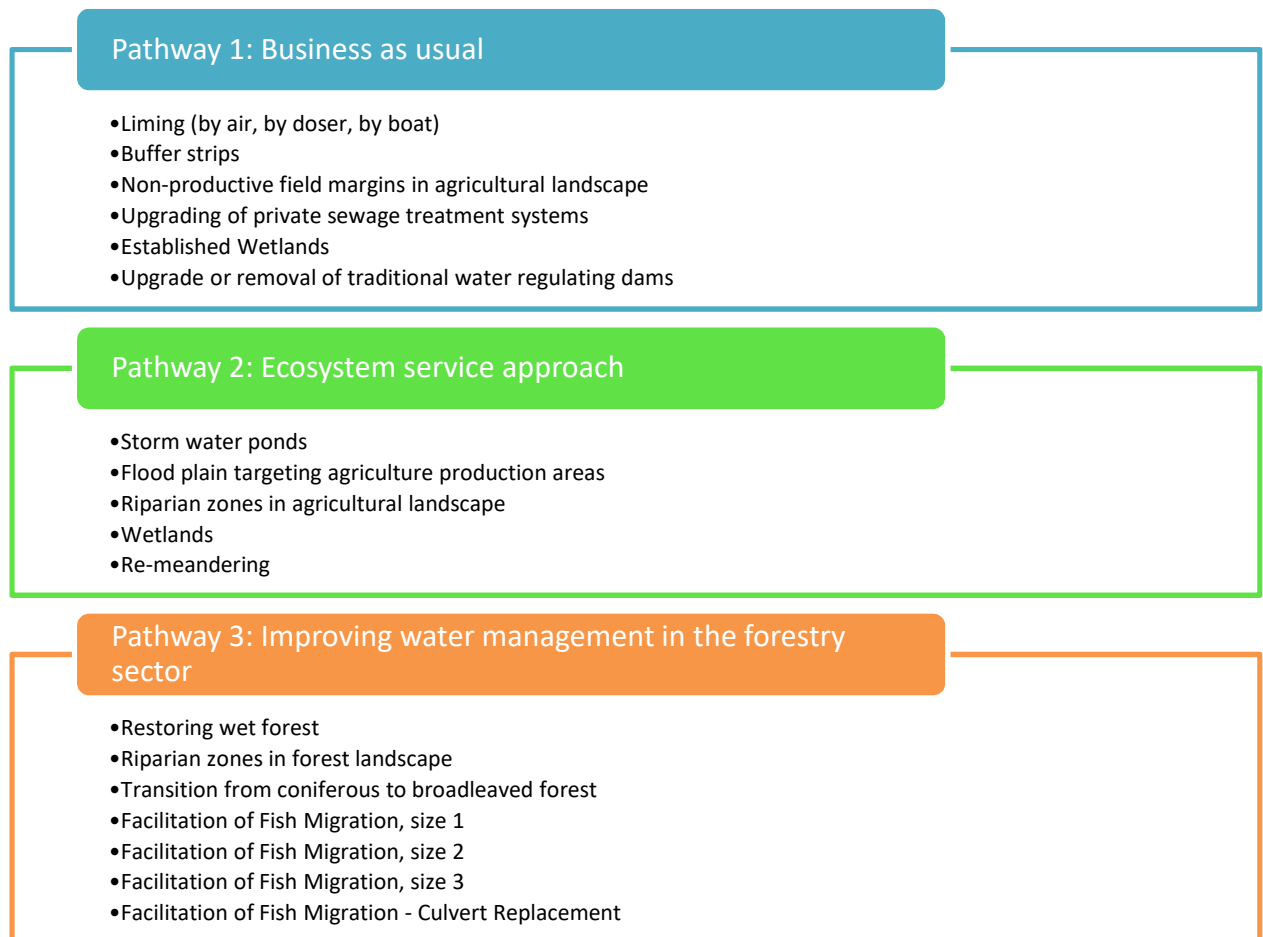 Pathway 1: Business as usual
•Liming (by air, by doser, by boat)
•Buffer strips
•Non-productive field margins in agricultural landscape
•Upgrading of private sewage treatment systems
•Established Wetlands
•Upgrade or removal of traditional water regulating dams
Pathway 2: Ecosystem service approach
•Storm water ponds
•Flood plain targeting agriculture production areas
•Riparian zones in agricultural landscape
•Wetlands
•Re-meandering
Pathway 3: Improving water management in the forestry
sector
•Restoring wet forest
•Riparian zones in forest landscape
•Transition from coniferous to broadleaved forest
•Facilitation of Fish Migration, size 1
•Facilitation of Fish Migration, size 2
•Facilitation of Fish Migration, size 3
•Facilitation of Fish Migration - Culvert Replacement